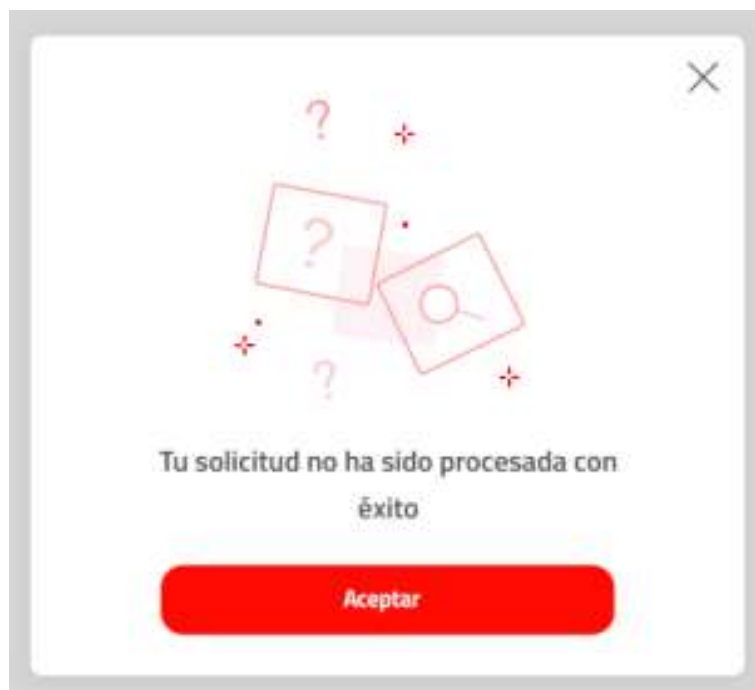 ?
?
?
Tu solicitud no ha sido procesada con
éxito
Aceptar